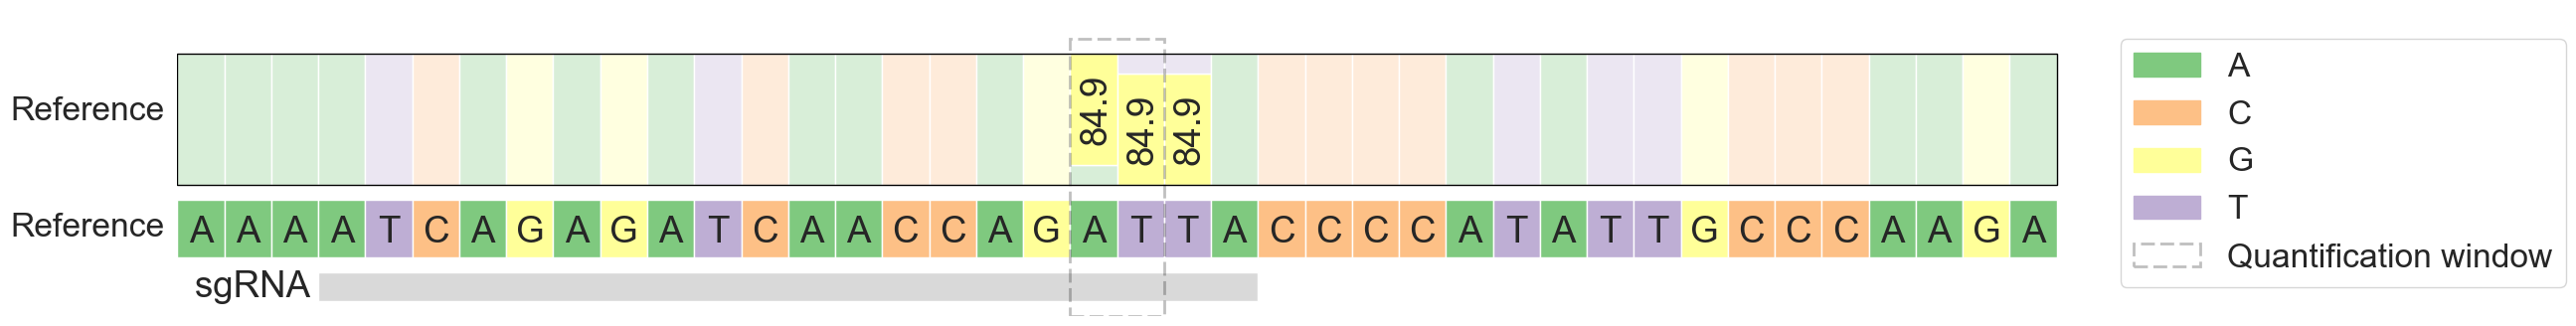 Reference
84.9 84.9 84.9
Reference A A A A T C A G A G A T C A A C C A G A T T A C C C C A T A T T G C C C A A G A
sgRNA
A
C
G
T
Quantification window